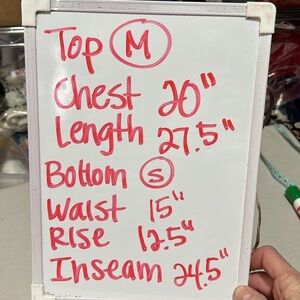 Top M
Chest 20"
Length 27.5"
Bottom S
Waist 15"
Rise 12.5"
Inseam 24.5"